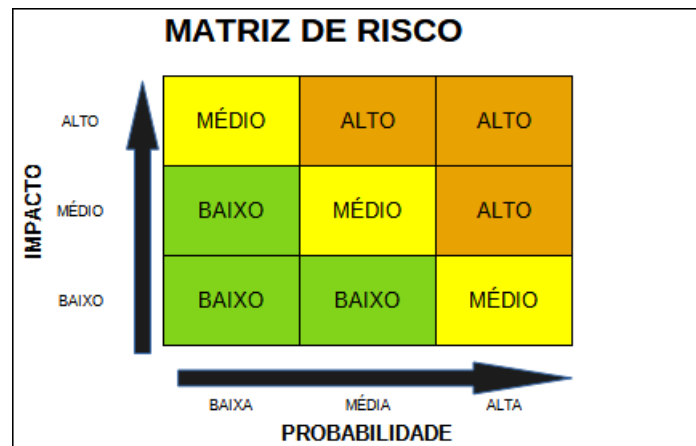 MATRIZ DE RISCO
ALTO MÉDIO ALTO ALTO
IMPACTO
MÉDIO BAIXO MÉDIO ALTO
BAIXO BAIXO BAIXO MÉDIO
BAIXA MÉDIA ALTA
PROBABILIDADE